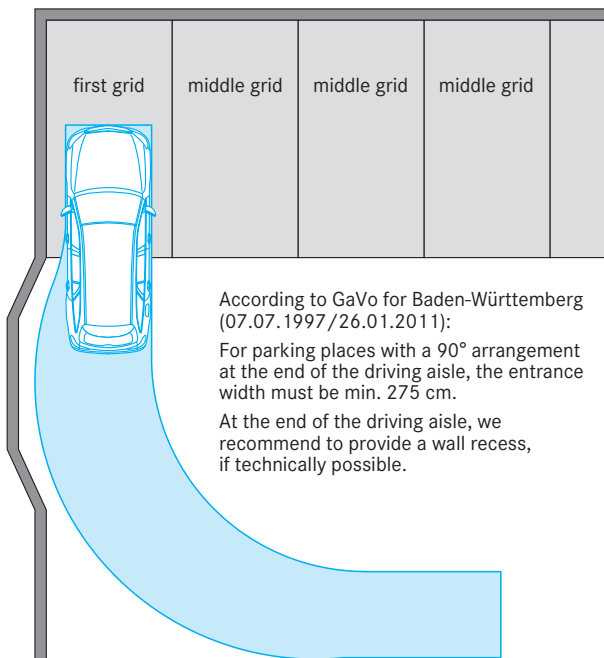 first grid
middle grid
middle grid
middle grid
According to GaVo for Baden-Württemberg
(07.07.1997/26.01.2011):
For parking places with a 90° arrangement
at the end of the driving aisle, the entrance
width must be min. 275 cm.
At the end of the driving aisle, we
recommend to provide a wall recess,
if technically possible.